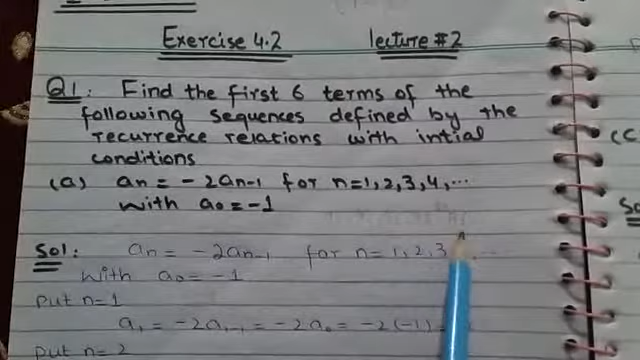 Exercise 4.2 lecture #2
Q1: Find the first 6 terms of the
following sequences defined by the
recurrence relations with intial
conditions
(a) aₙ = -2aₙ₋₁ for n=1,2,3,4,...
with a₀ = -1
Sol: aₙ = -2aₙ₋₁ for n=1,2,3
with a₀ = -1
put n=1
a₁ = -2a₁₋₁ = -2a₀ = -2(-1) =
put n=2
(C
So